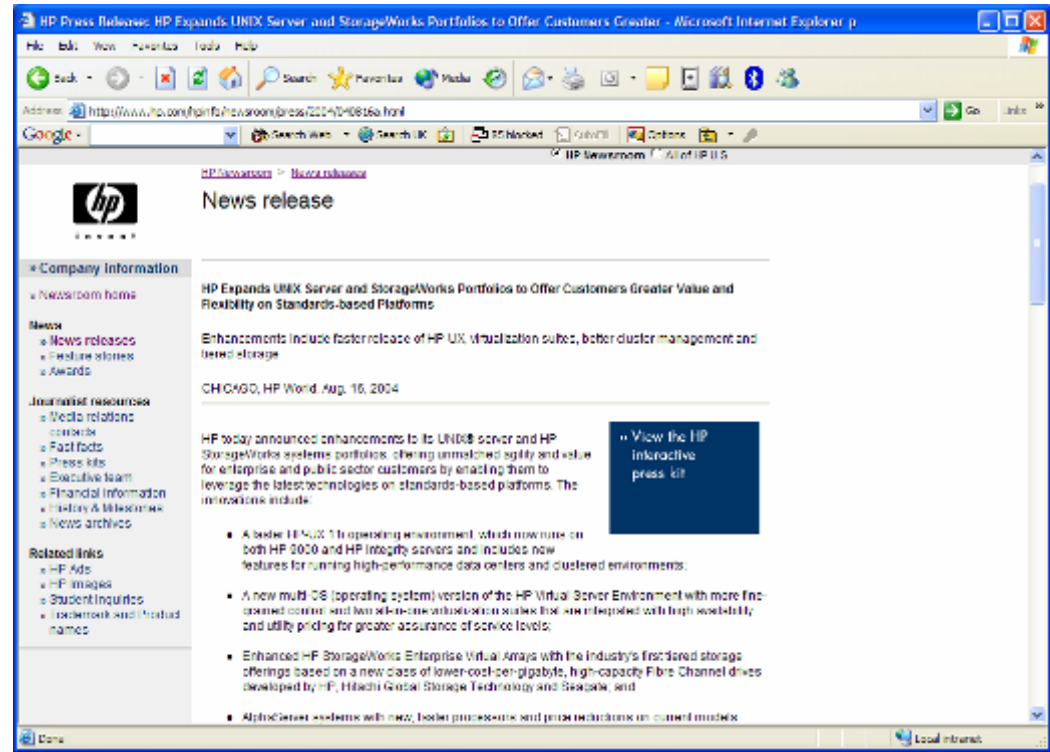 HP Press Release: HP Expands UNIX Server and StorageWorks Portfolios to Offer Customers Greater - Microsoft Internet Explorer p
File Edit View Favorites Tools Help
Back Search Favorites Media
Address http://www.hp.com/hpinfo/newsroom/press/2004/040816a.html Go Links »
Google Search Web Search UK blocked Options
HP Newsroom All of HP US
HP Newsroom > News releases
News release
hp
invent
» Company information
» Newsroom home
News
» News releases
» Feature stories
» Awards
Journalist resources
» Media relations
contacts
» Fast facts
» Press kits
» Executive team
» Financial information
» History & Milestones
» News archives
Related links
» HP Ads
» HP Images
» Student inquiries
» Trademark and Product
names
HP Expands UNIX Server and StorageWorks Portfolios to Offer Customers Greater Value and
Flexibility on Standards-based Platforms
Enhancements include faster release of HP-UX, virtualization suites, better cluster management and
tiered storage
CHICAGO, HP World, Aug. 16, 2004
HP today announced enhancements to its UNIX® server and HP
StorageWorks systems portfolios, offering unmatched agility and value
for enterprise and public sector customers by enabling them to
leverage the latest technologies on standards-based platforms. The
innovations include:
» View the HP
interactive
press kit
• A faster HP-UX 11i operating environment, which now runs on
both HP 9000 and HP Integrity servers and includes new
features for running high-performance data centers and clustered environments;
• A new multi-OS (operating system) version of the HP Virtual Server Environment with more fine-
grained control and two all-in-one virtualization suites that are integrated with high availability
and utility pricing for greater assurance of service levels;
• Enhanced HP StorageWorks Enterprise Virtual Arrays with the industry's first tiered storage
offerings based on a new class of lower-cost-per-gigabyte, high-capacity Fibre Channel drives
developed by HP, Hitachi Global Storage Technology and Seagate; and
• AlphaServer systems with new, faster processors and price reductions on current models
Done Local intranet